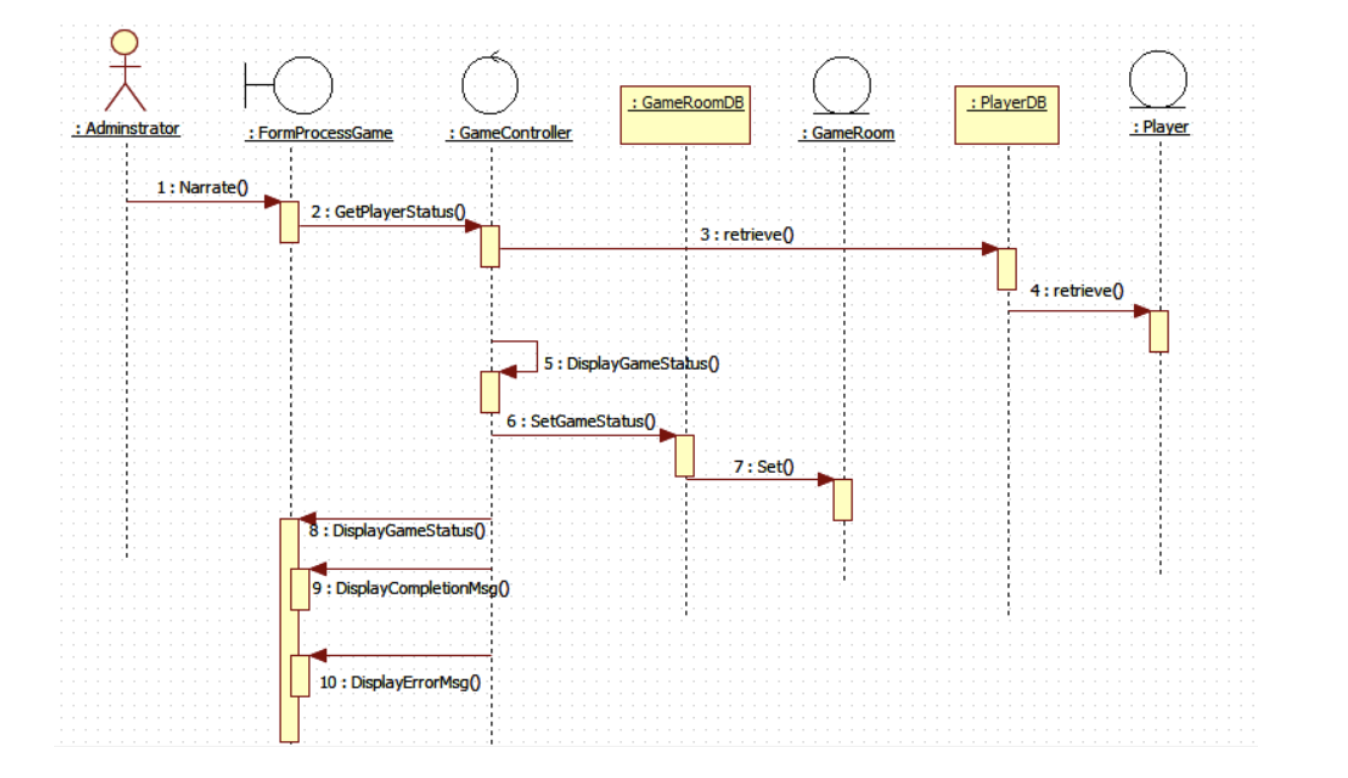 : Adminstrator
: FormProcessGame
: GameController
: GameRoomDB
: GameRoom
: PlayerDB
: Player
1 : Narrate()
2 : GetPlayerStatus()
3 : retrieve()
4 : retrieve()
5 : DisplayGameStatus()
6 : SetGameStatus()
7 : Set()
8 : DisplayGameStatus()
9 : DisplayCompletionMsg()
10 : DisplayErrorMsg()